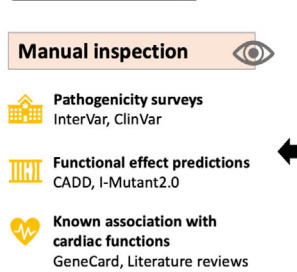 Manual inspection
Pathogenicity surveys
InterVar, ClinVar
Functional effect predictions
CADD, I-Mutant2.0
Known association with
cardiac functions
GeneCard, Literature reviews